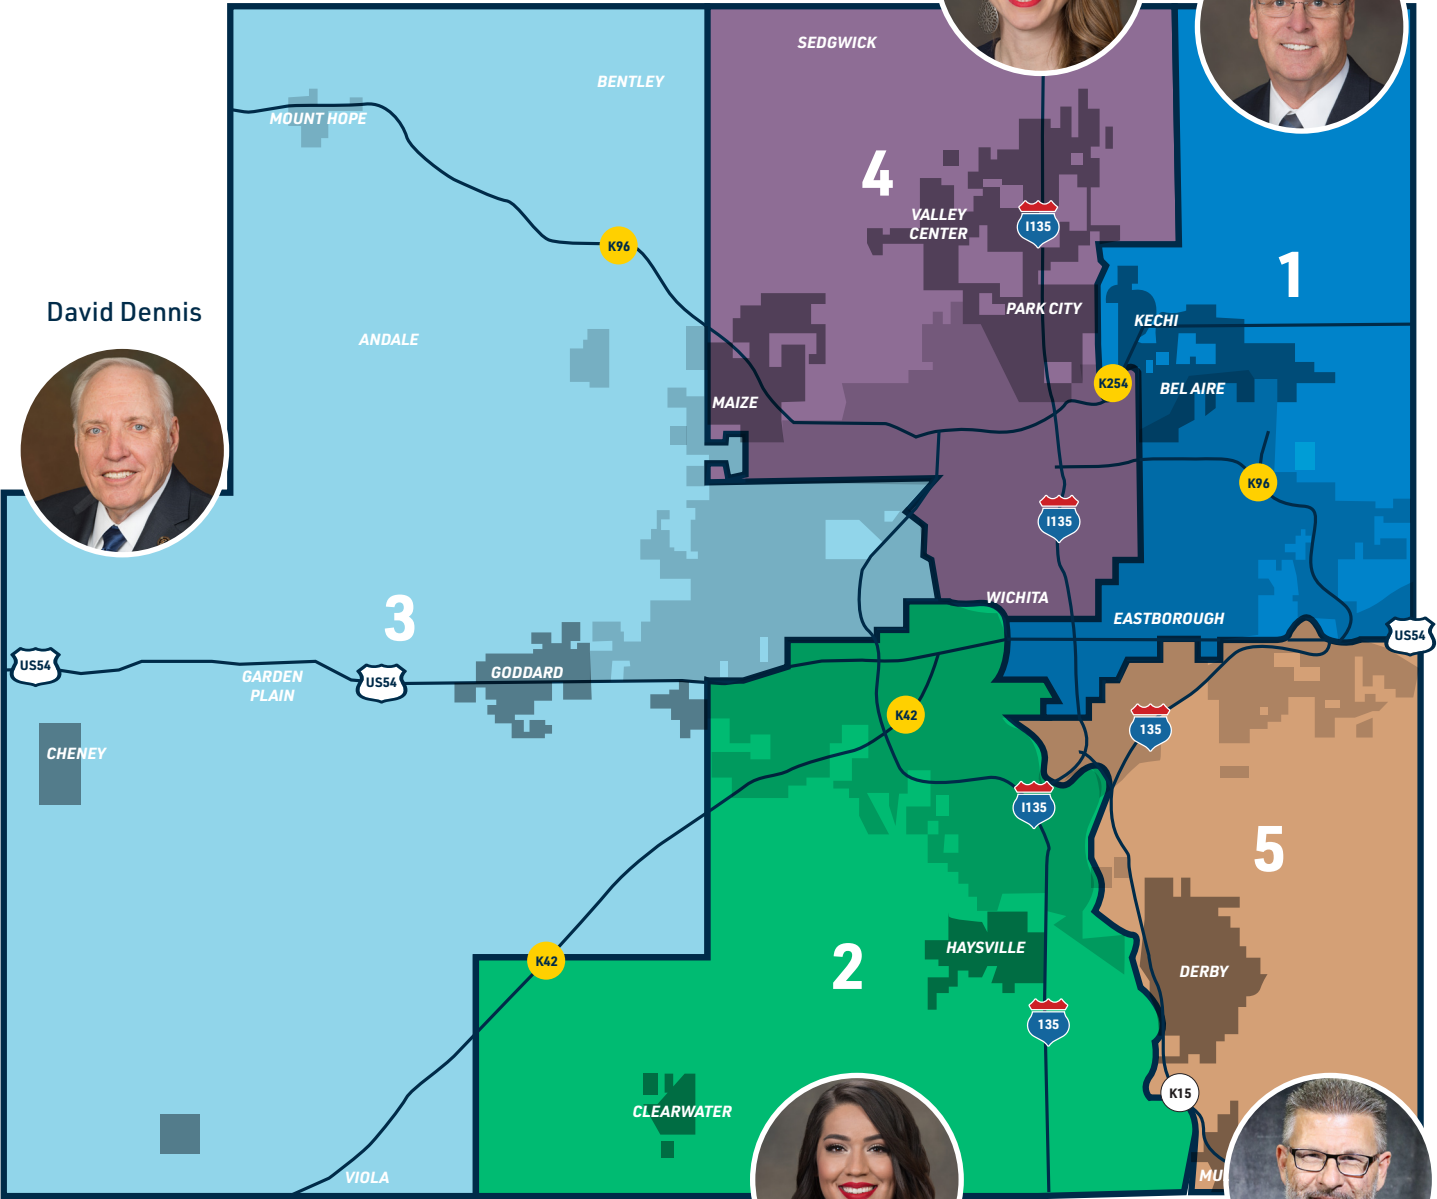 SEDGWICK
BENTLEY
MOUNT HOPE
4
VALLEY
CENTER
I135
K96
1
David Dennis
ANDALE
PARK CITY
KECHI
K254
BEL AIRE
MAIZE
K96
I135
WICHITA
3
EASTBOROUGH
US54
US54
GARDEN
PLAIN
US54
GODDARD
K42
135
CHENEY
I135
5
2
HAYSVILLE
K42
DERBY
135
K15
CLEARWATER
VIOLA
MU